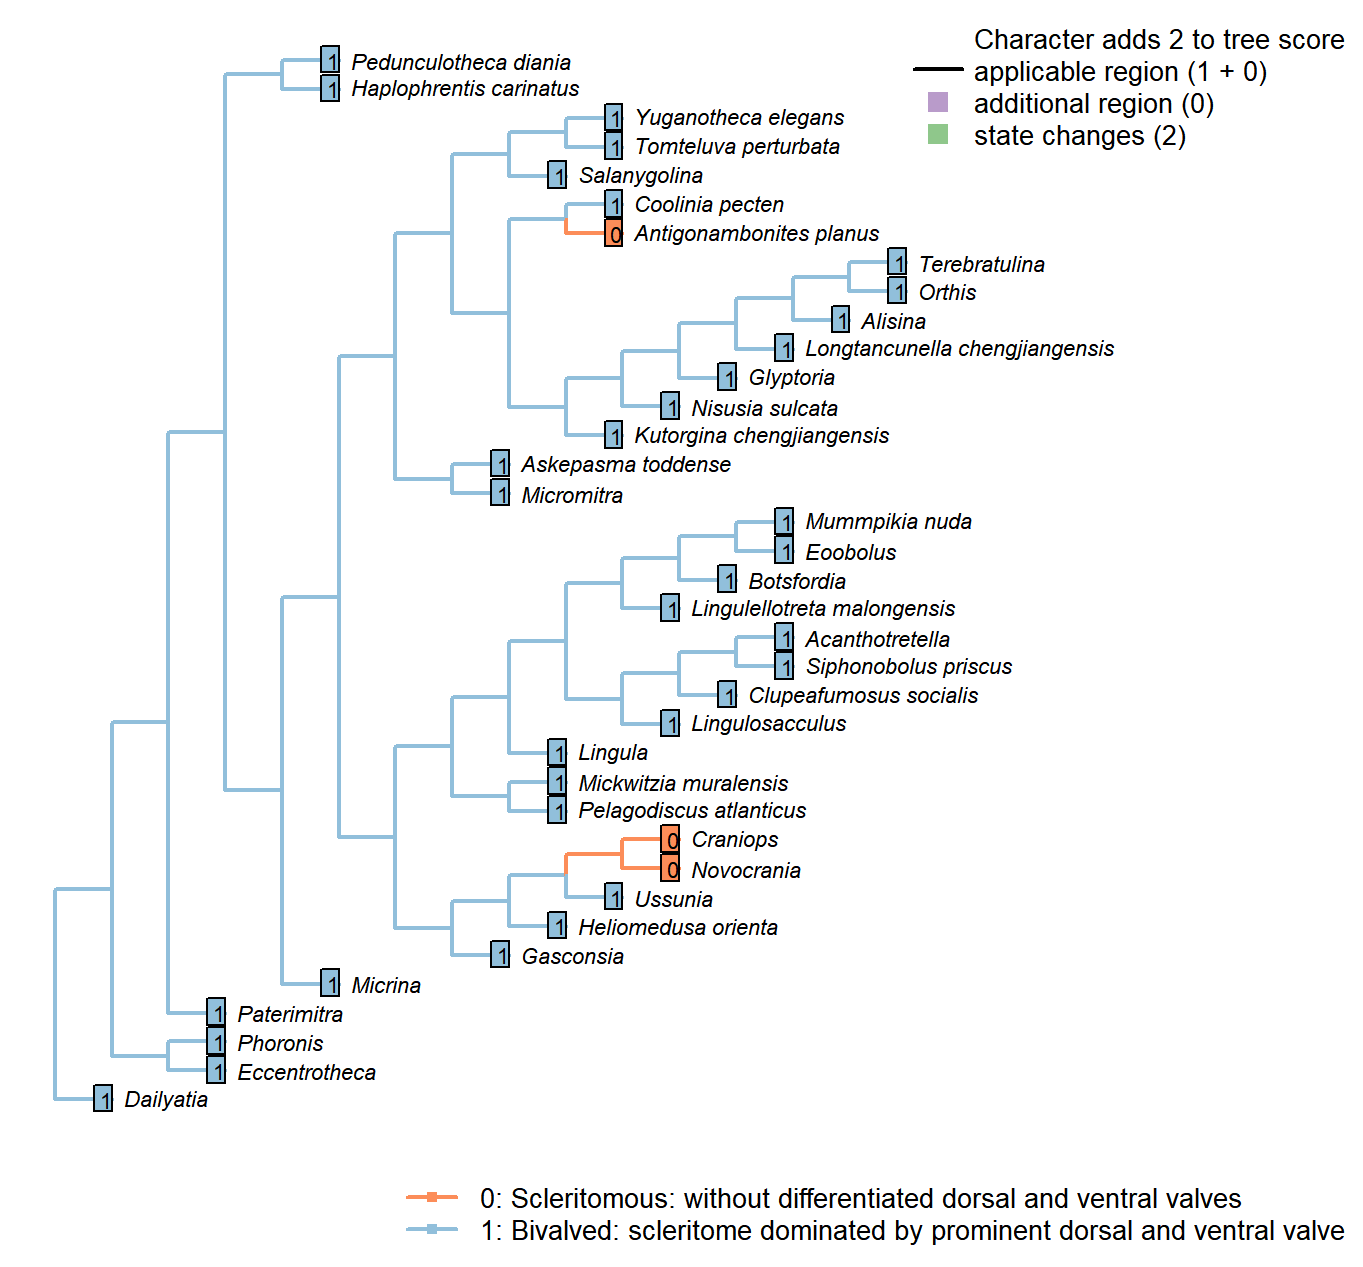 Character adds 2 to tree score
applicable region (1 + 0)
additional region (0)
state changes (2)
1 Pedunculotheca diania
1 Haplophrentis carinatus
1 Yuganotheca elegans
1 Tomteluva perturbata
1 Salanygolina
1 Coolinia pecten
0 Antigonambonites planus
1 Terebratulina
1 Orthis
1 Alisina
1 Longtancunella chengjiangensis
1 Glyptoria
1 Nisusia sulcata
1 Kutorgina chengjiangensis
1 Askepasma toddense
1 Micromitra
1 Mummpikia nuda
1 Eoobolus
1 Botsfordia
1 Lingulellotreta malongensis
1 Acanthotretella
1 Siphonobolus priscus
1 Clupeafumosus socialis
1 Lingulosacculus
1 Lingula
1 Mickwitzia muralensis
1 Pelagodiscus atlanticus
0 Craniops
0 Novocrania
1 Ussunia
1 Heliomedusa orienta
1 Gasconsia
1 Micrina
1 Paterimitra
1 Phoronis
1 Eccentrotheca
1 Dailyatia
0: Scleritomous: without differentiated dorsal and ventral valves
1: Bivalved: scleritome dominated by prominent dorsal and ventral valve